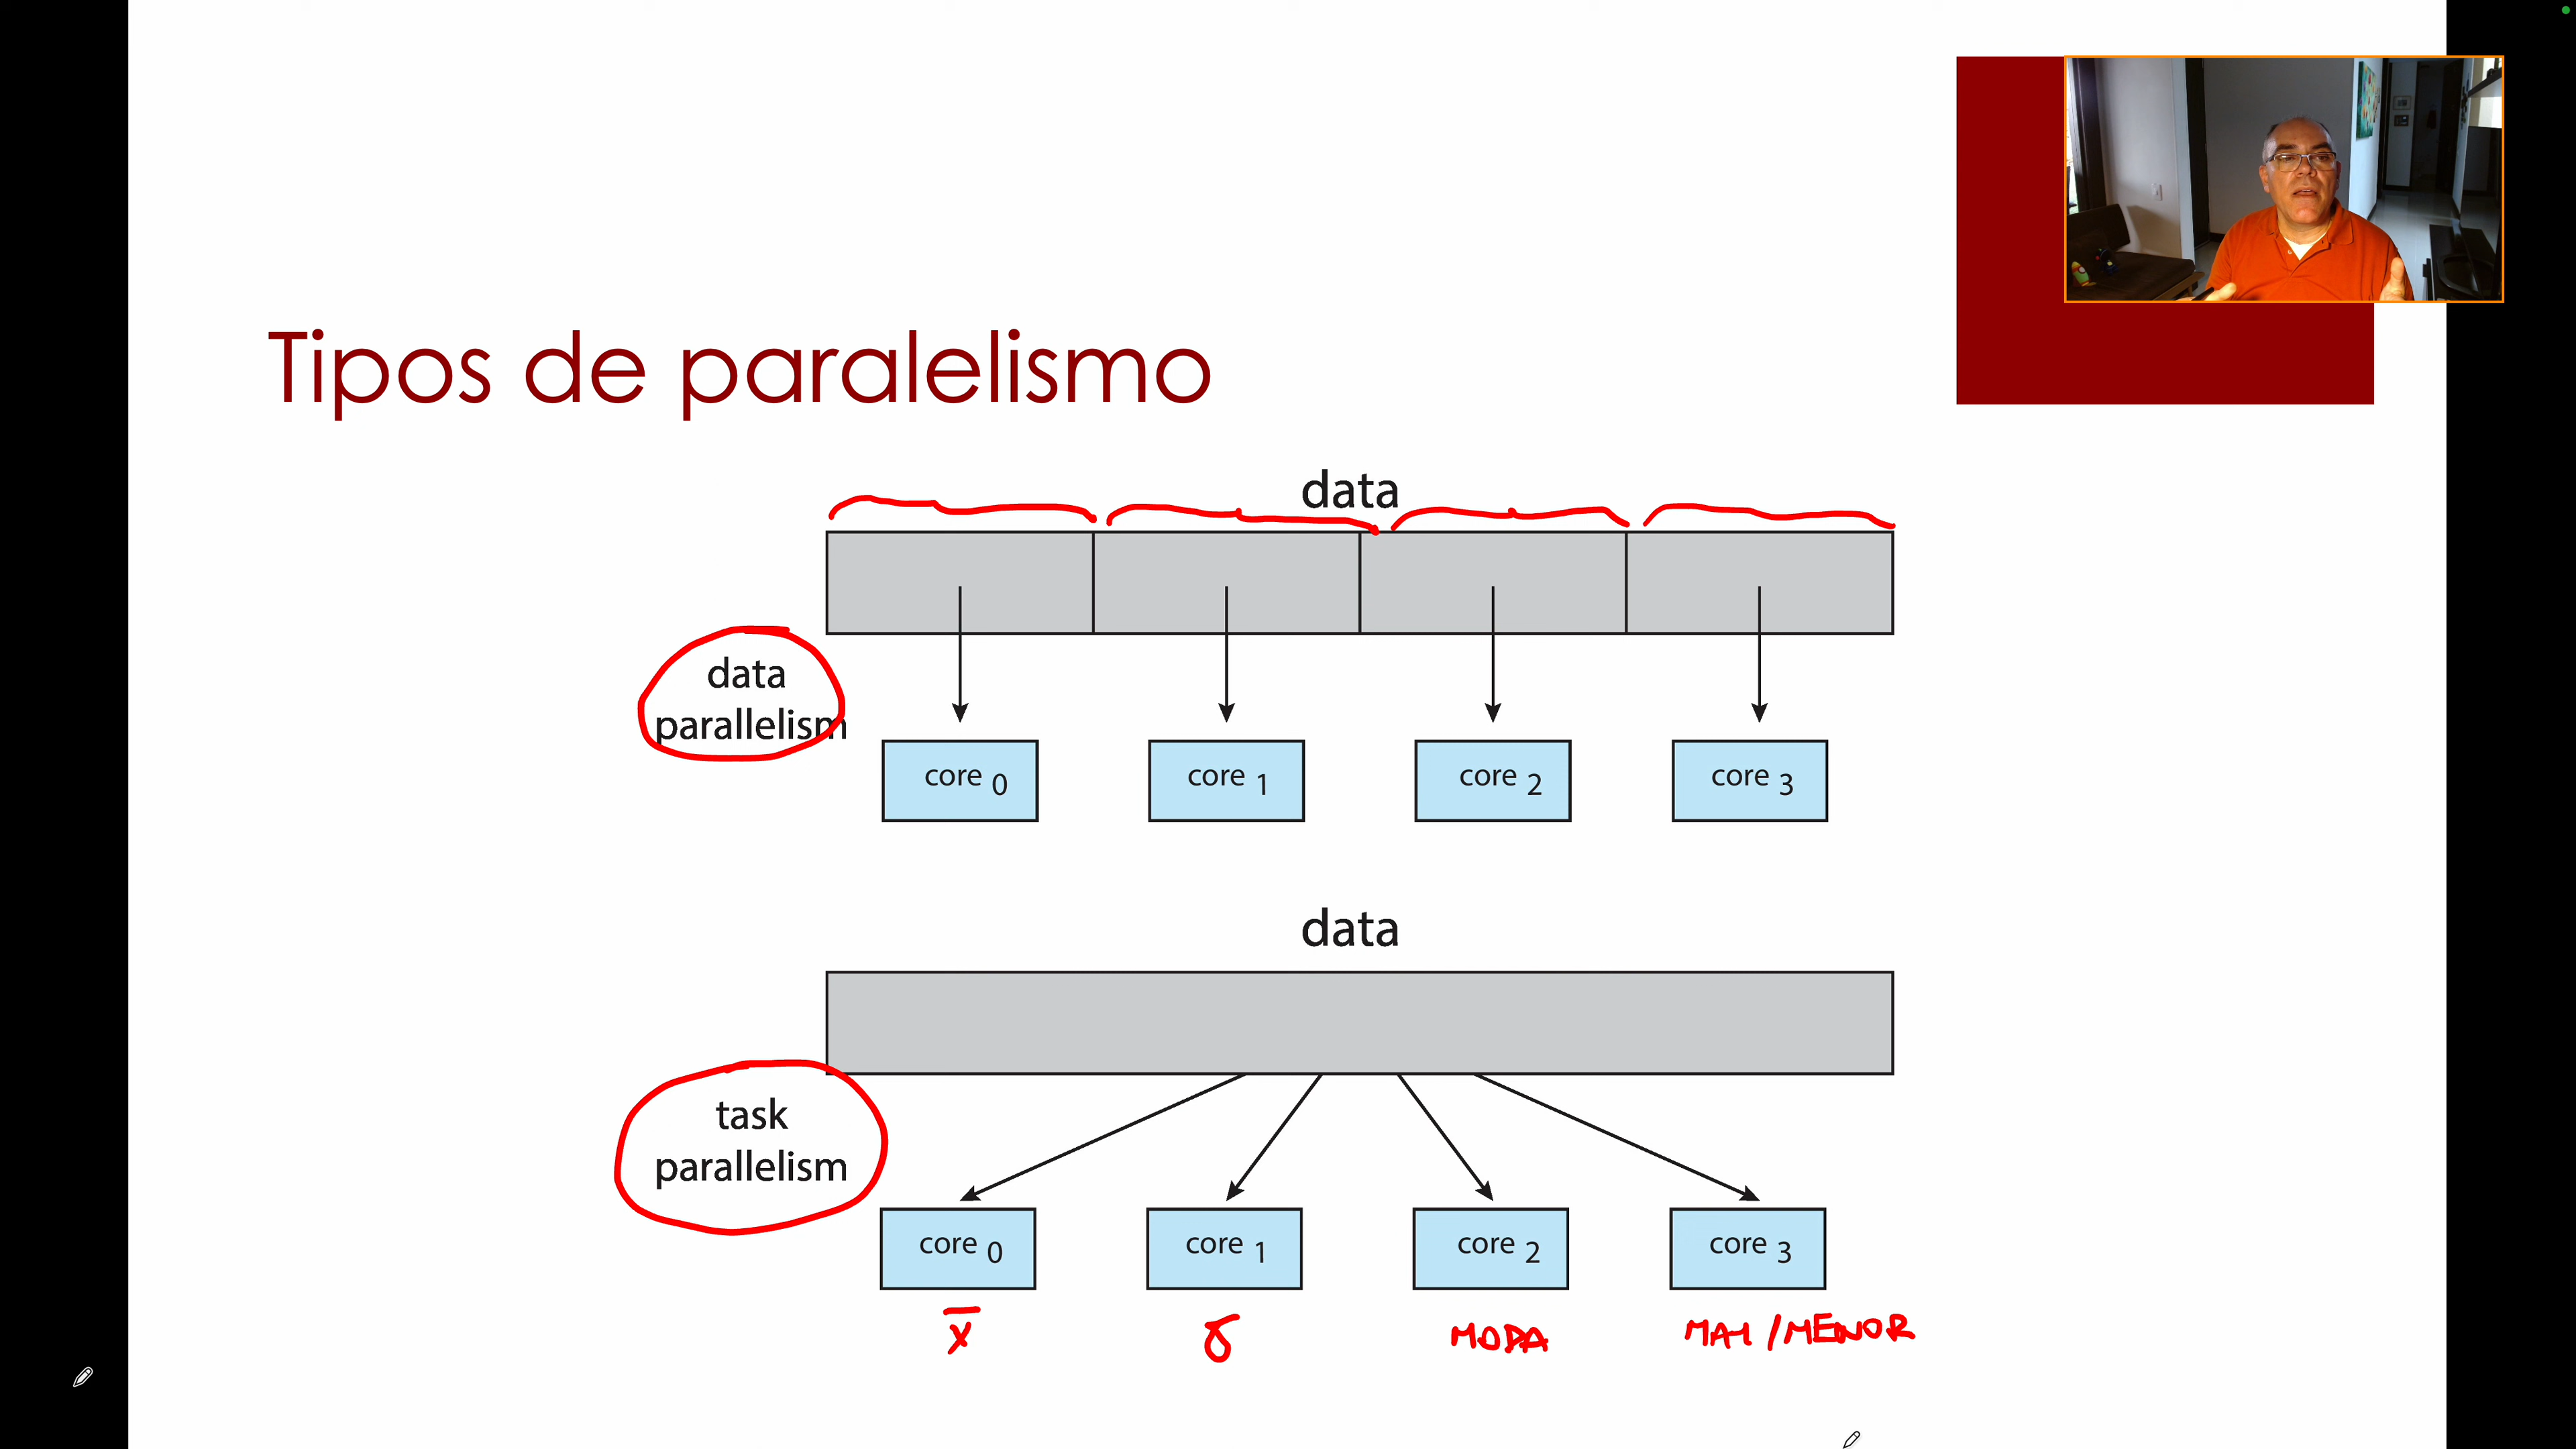 Tipos de paralelismo
data
data
parallelism
core 0
core 1
core 2
core 3
data
task
parallelism
core 0
core 1
core 2
core 3
x̄
σ
MODA
MAI/MENOR